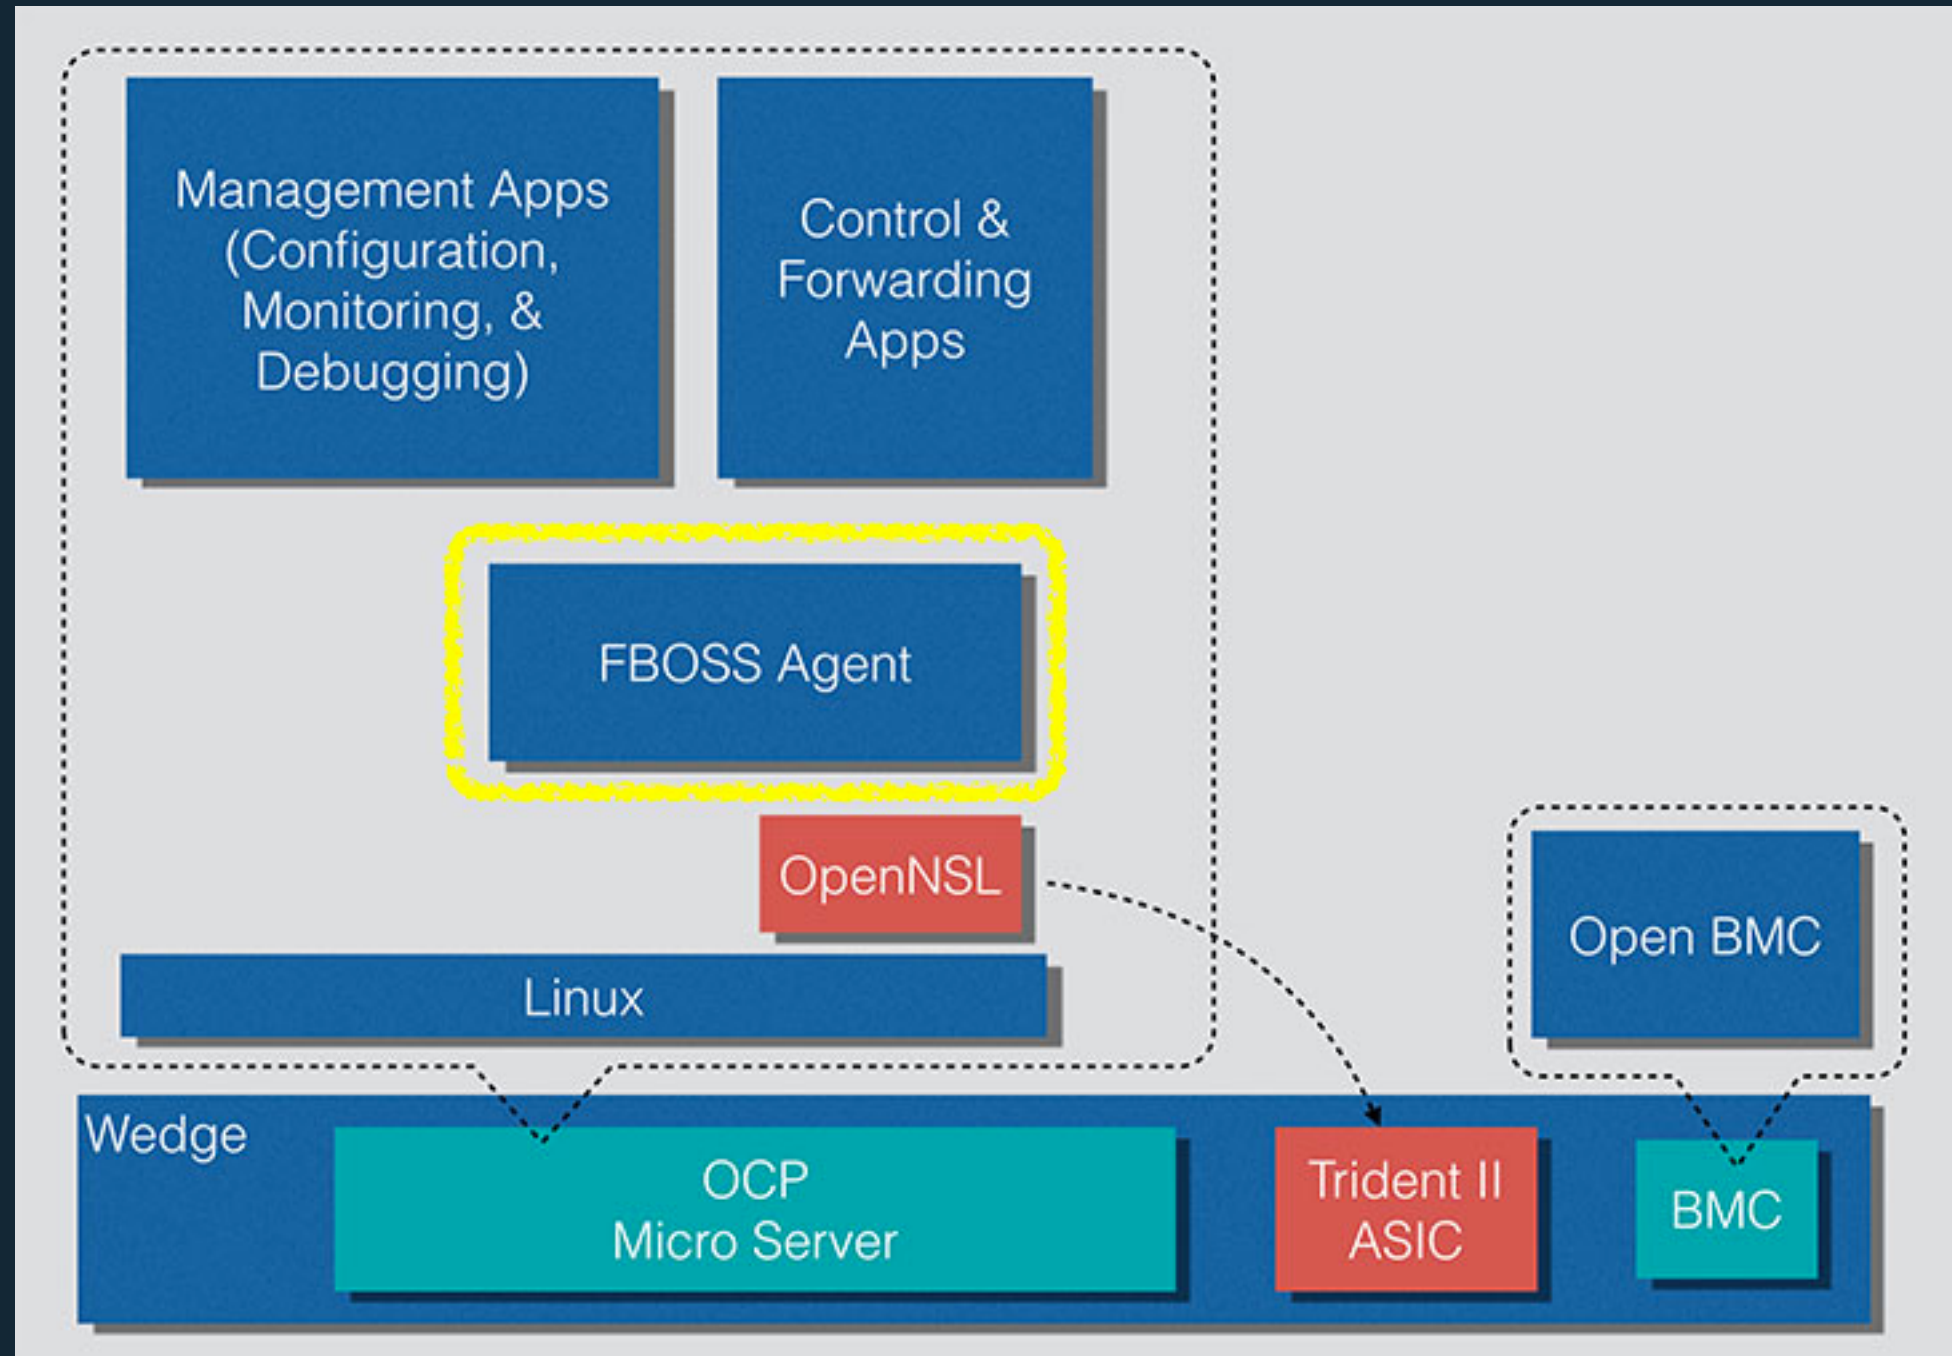 Management Apps
(Configuration,
Monitoring, &
Debugging)
Control &
Forwarding
Apps
FBOSS Agent
OpenNSL
Linux
Open BMC
Wedge
OCP
Micro Server
Trident II
ASIC
BMC